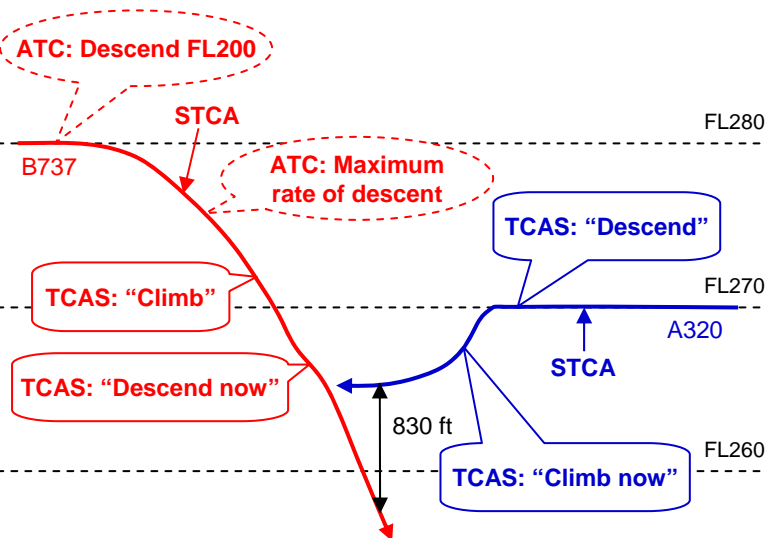 ATC: Descend FL200
STCA
FL280
B737
ATC: Maximum
rate of descent
TCAS: “Descend”
TCAS: “Climb”
FL270
A320
STCA
TCAS: “Descend now”
830 ft
FL260
TCAS: “Climb now”